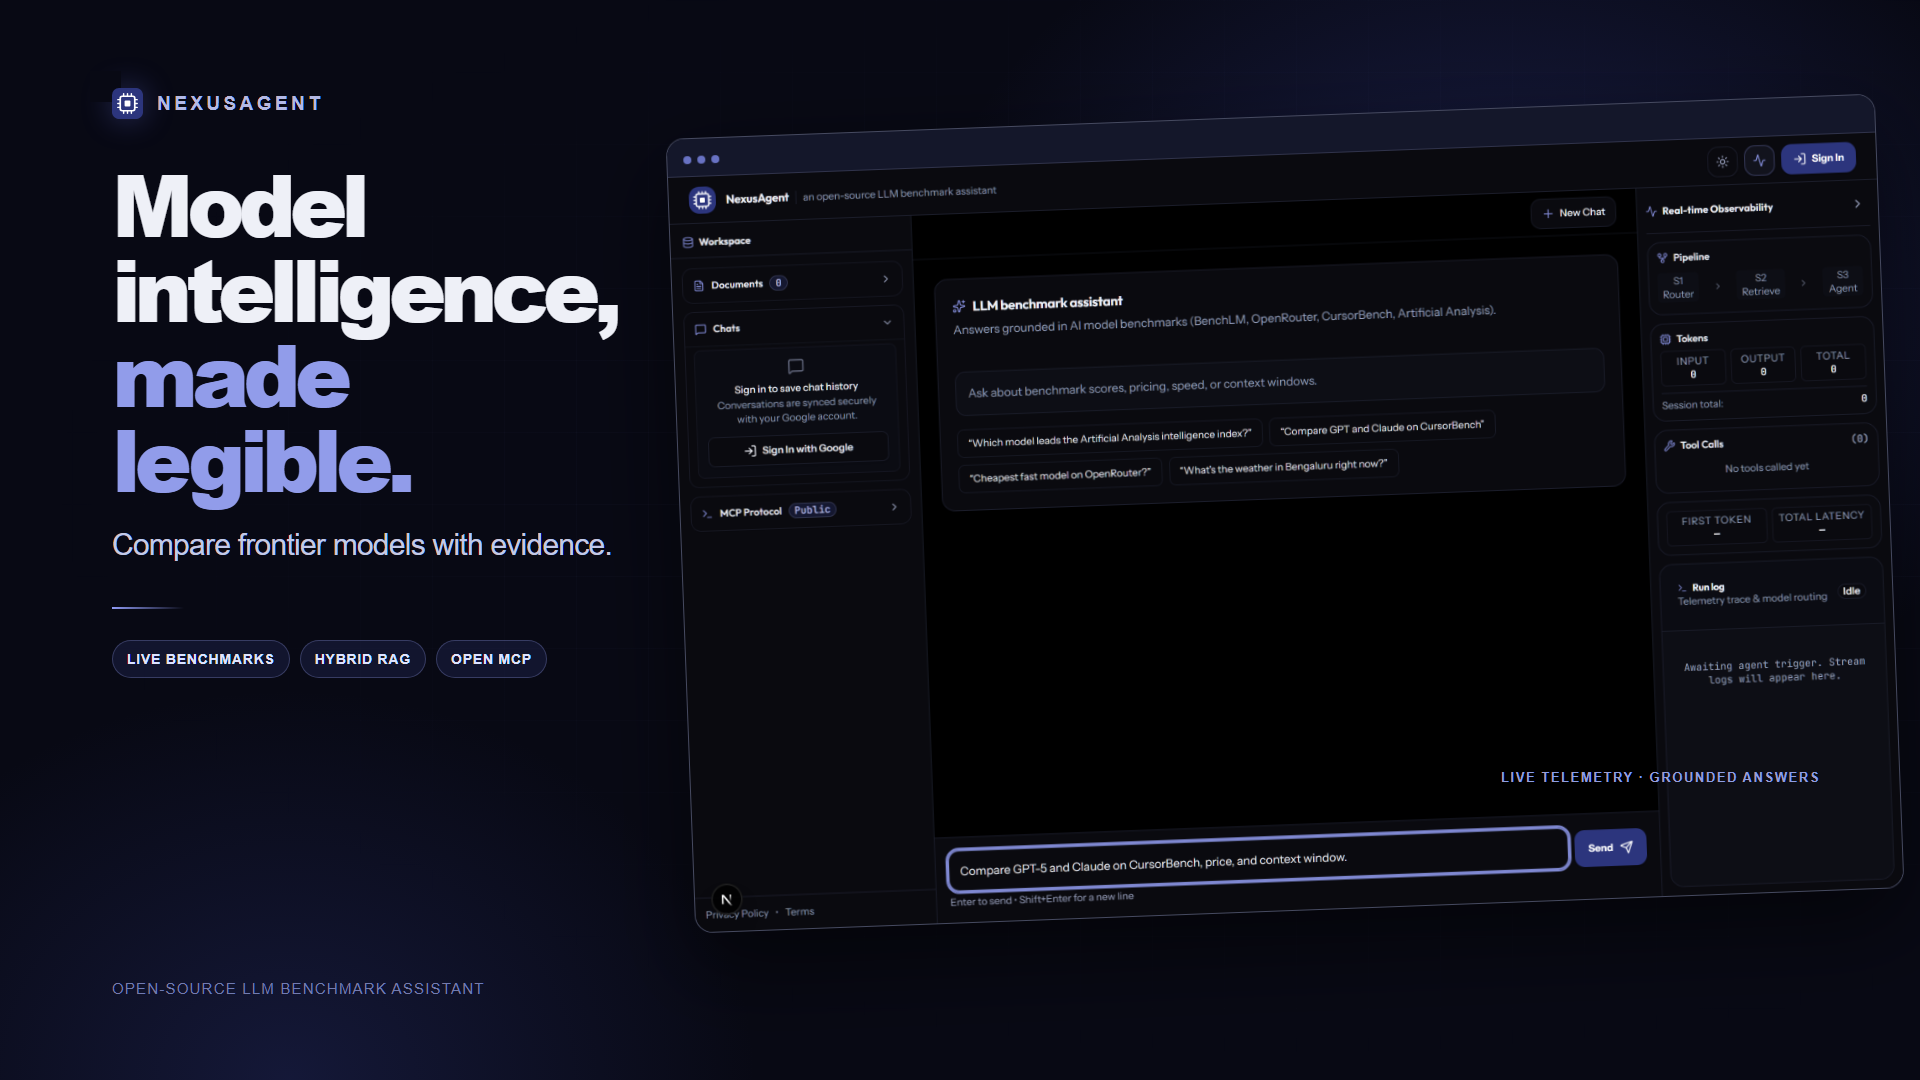 NEXUSAGENT
Model
intelligence,
made
legible.
Compare frontier models with evidence.
LIVE BENCHMARKS
HYBRID RAG
OPEN MCP
OPEN-SOURCE LLM BENCHMARK ASSISTANT
NexusAgent
an open-source LLM benchmark assistant
Sign In
Workspace
Documents 0
Chats
Sign in to save chat history
Conversations are synced securely
with your Google account.
Sign In with Google
MCP Protocol Public
N
Privacy Policy · Terms
New Chat
LLM benchmark assistant
Answers grounded in AI model benchmarks (BenchLM, OpenRouter, CursorBench, Artificial Analysis).
Ask about benchmark scores, pricing, speed, or context windows.
"Which model leads the Artificial Analysis intelligence index?"
"Compare GPT and Claude on CursorBench"
"Cheapest fast model on OpenRouter?"
"What's the weather in Bengaluru right now?"
Compare GPT-5 and Claude on CursorBench, price, and context window.
Send
Enter to send • Shift+Enter for a new line
Real-time Observability
Pipeline
S1
Router
S2
Retrieve
S3
Agent
Tokens
INPUT
0
OUTPUT
0
TOTAL
0
Session total: 0
Tool Calls (0)
No tools called yet
FIRST TOKEN
–
TOTAL LATENCY
–
Run log
Telemetry trace & model routing
Idle
Awaiting agent trigger. Stream
logs will appear here.
LIVE TELEMETRY · GROUNDED ANSWERS